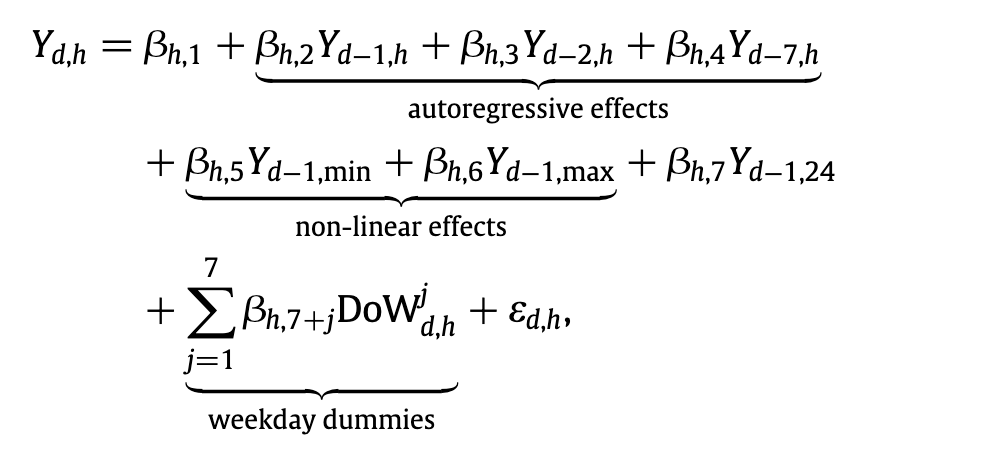 Y_{d,h} = β_{h,1} + β_{h,2}Y_{d−1,h} + β_{h,3}Y_{d−2,h} + β_{h,4}Y_{d−7,h}
autoregressive effects
+ β_{h,5}Y_{d−1,min} + β_{h,6}Y_{d−1,max} + β_{h,7}Y_{d−1,24}
non-linear effects
+ ∑_{j=1}^{7} β_{h,7+j}DoW^{j}_{d,h} + ε_{d,h},
weekday dummies